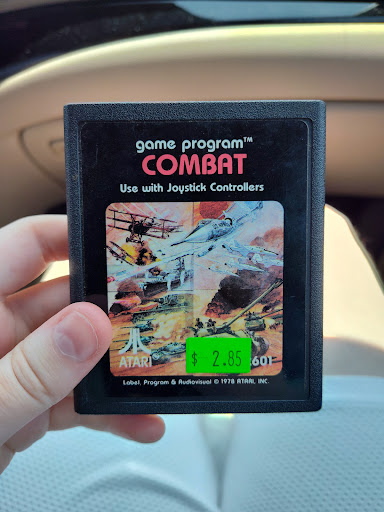 game program™
COMBAT
Use with Joystick Controllers
ATARI
$ 2.85
601
Label, Program & Audiovisual © 1978 ATARI, INC.